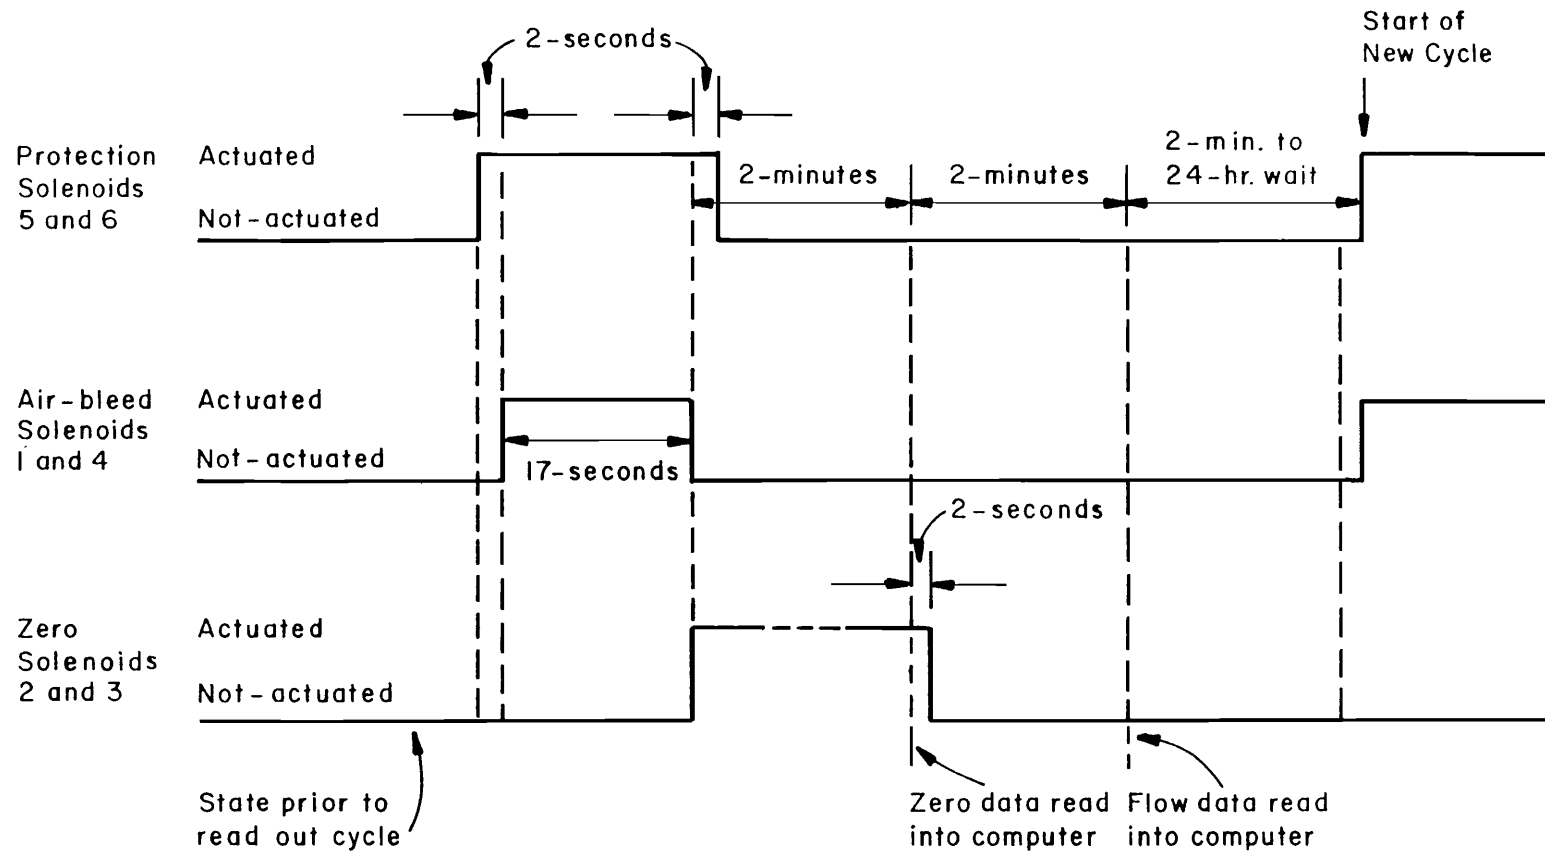 2-seconds
Start of
New Cycle
Protection
Solenoids
5 and 6
Actuated
Not-actuated
2-minutes
2-minutes
2-min. to
24-hr. wait
Air-bleed
Solenoids
1 and 4
Actuated
Not-actuated
17-seconds
2-seconds
Zero
Solenoids
2 and 3
Actuated
Not-actuated
State prior to
read out cycle
Zero data read
into computer
Flow data read
into computer